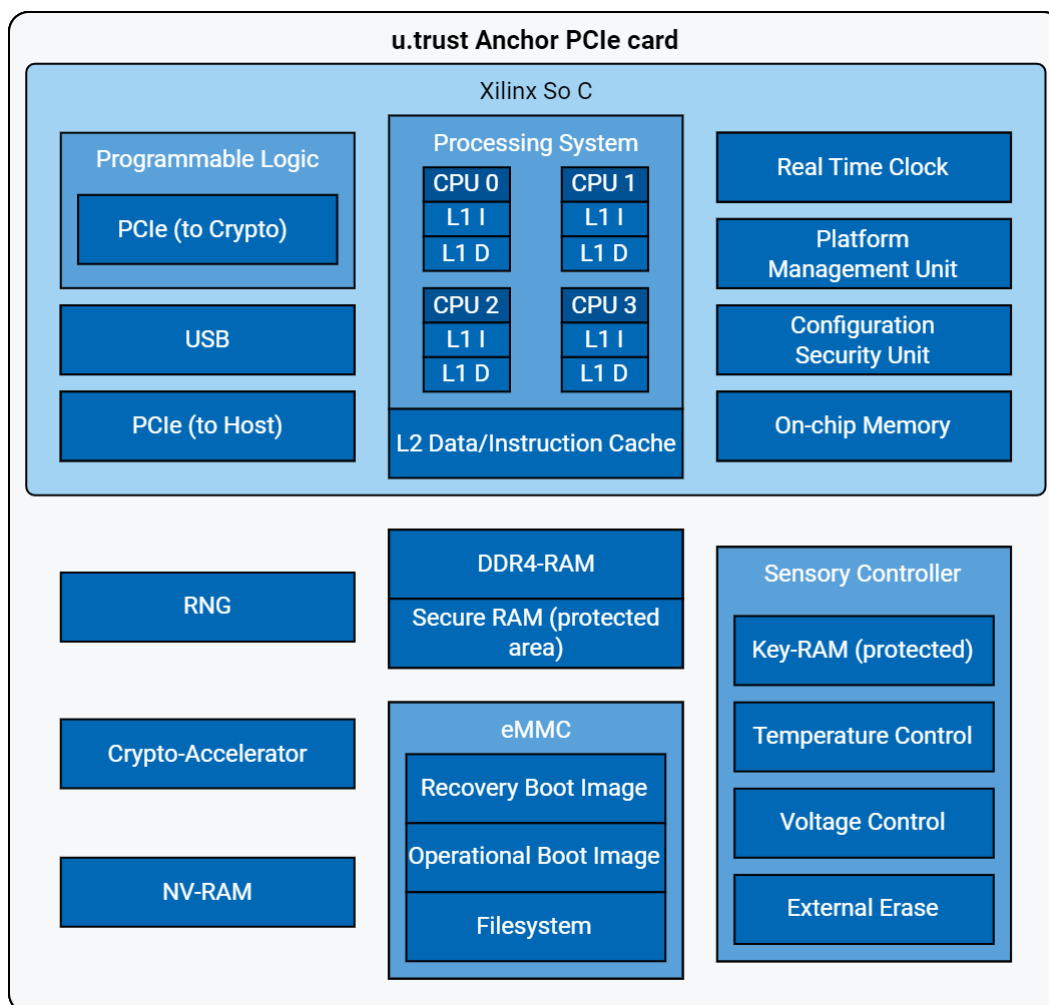 u.trust Anchor PCIe card
Xilinx So C
Programmable Logic
PCIe (to Crypto)
USB
PCIe (to Host)
Processing System
CPU 0
L1 I
L1 D
CPU 1
L1 I
L1 D
CPU 2
L1 I
L1 D
CPU 3
L1 I
L1 D
L2 Data/Instruction Cache
Real Time Clock
Platform
Management Unit
Configuration
Security Unit
On-chip Memory
RNG
Crypto-Accelerator
NV-RAM
DDR4-RAM
Secure RAM (protected
area)
eMMC
Recovery Boot Image
Operational Boot Image
Filesystem
Sensory Controller
Key-RAM (protected)
Temperature Control
Voltage Control
External Erase